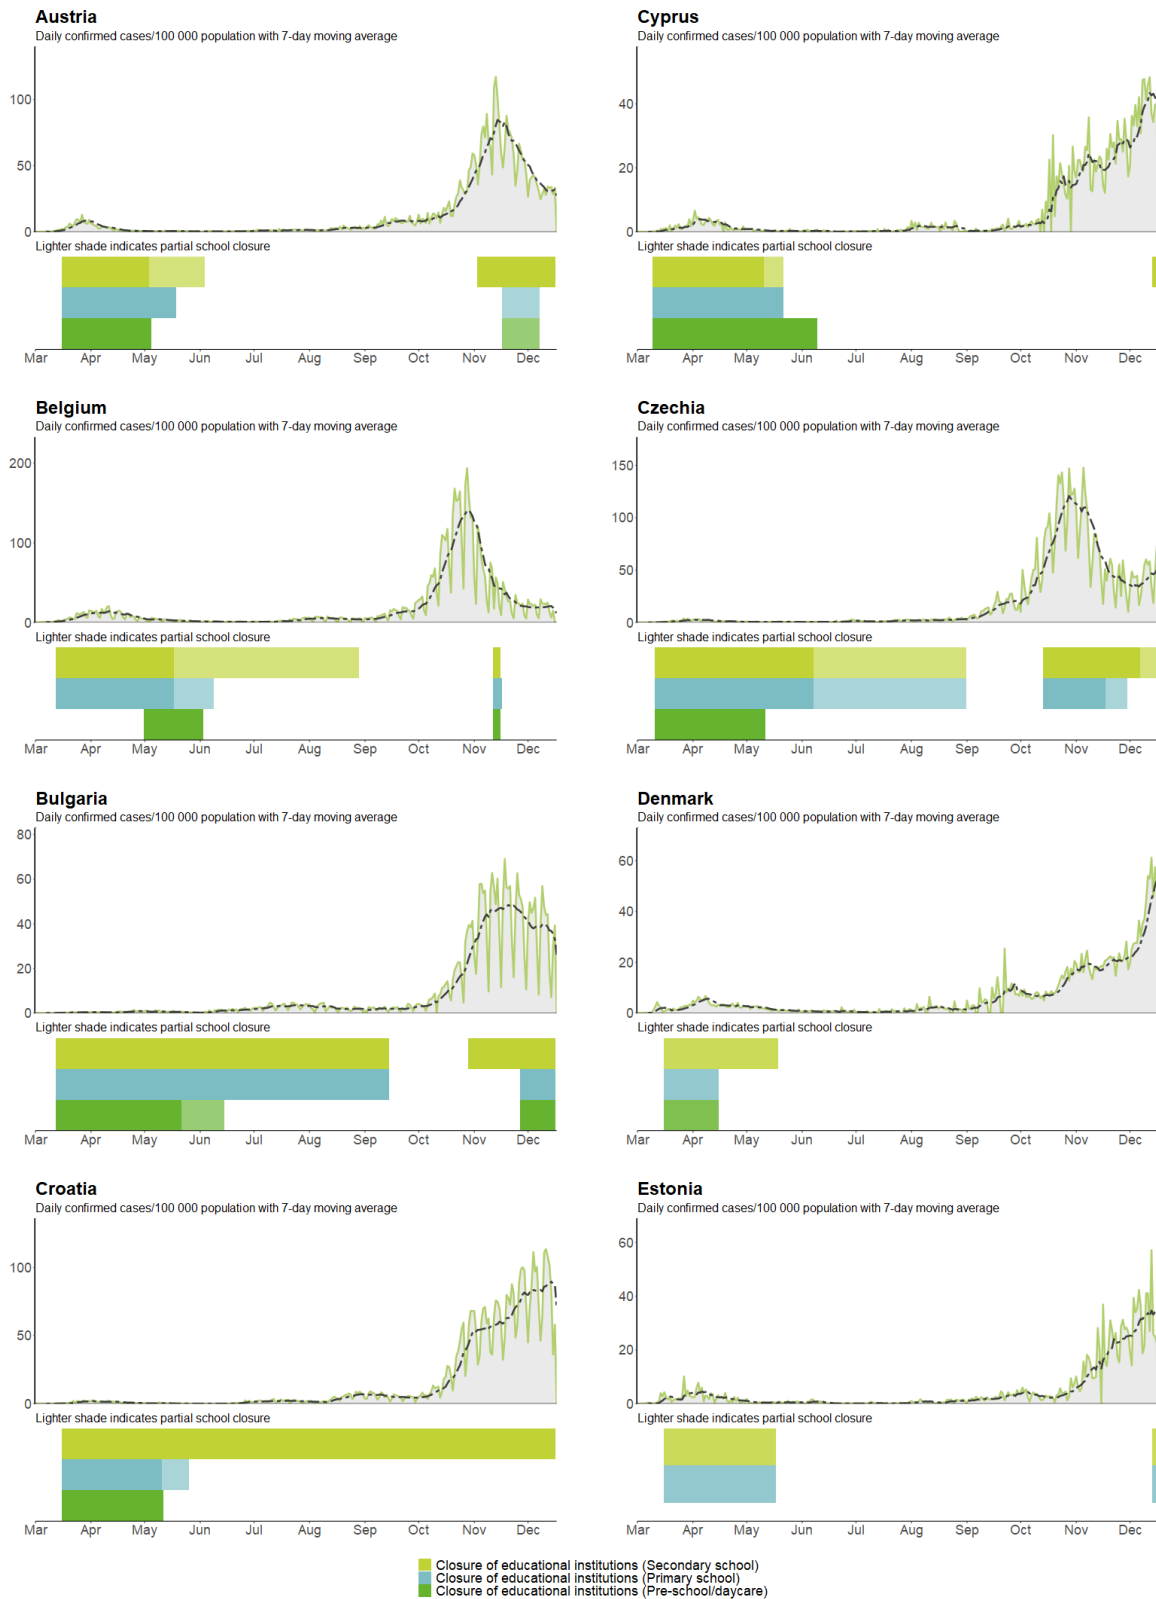 Austria
Daily confirmed cases/100 000 population with 7-day moving average
100
50
0
Lighter shade indicates partial school closure
Mar Apr May Jun Jul Aug Sep Oct Nov Dec
Cyprus
Daily confirmed cases/100 000 population with 7-day moving average
40
20
0
Lighter shade indicates partial school closure
Mar Apr May Jun Jul Aug Sep Oct Nov Dec
Belgium
Daily confirmed cases/100 000 population with 7-day moving average
200
100
0
Lighter shade indicates partial school closure
Mar Apr May Jun Jul Aug Sep Oct Nov Dec
Czechia
Daily confirmed cases/100 000 population with 7-day moving average
150
100
50
0
Lighter shade indicates partial school closure
Mar Apr May Jun Jul Aug Sep Oct Nov Dec
Bulgaria
Daily confirmed cases/100 000 population with 7-day moving average
80
60
40
20
0
Lighter shade indicates partial school closure
Mar Apr May Jun Jul Aug Sep Oct Nov Dec
Denmark
Daily confirmed cases/100 000 population with 7-day moving average
60
40
20
0
Lighter shade indicates partial school closure
Mar Apr May Jun Jul Aug Sep Oct Nov Dec
Croatia
Daily confirmed cases/100 000 population with 7-day moving average
100
50
0
Lighter shade indicates partial school closure
Mar Apr May Jun Jul Aug Sep Oct Nov Dec
Estonia
Daily confirmed cases/100 000 population with 7-day moving average
60
40
20
0
Lighter shade indicates partial school closure
Mar Apr May Jun Jul Aug Sep Oct Nov Dec
Closure of educational institutions (Secondary school)
Closure of educational institutions (Primary school)
Closure of educational institutions (Pre-school/daycare)